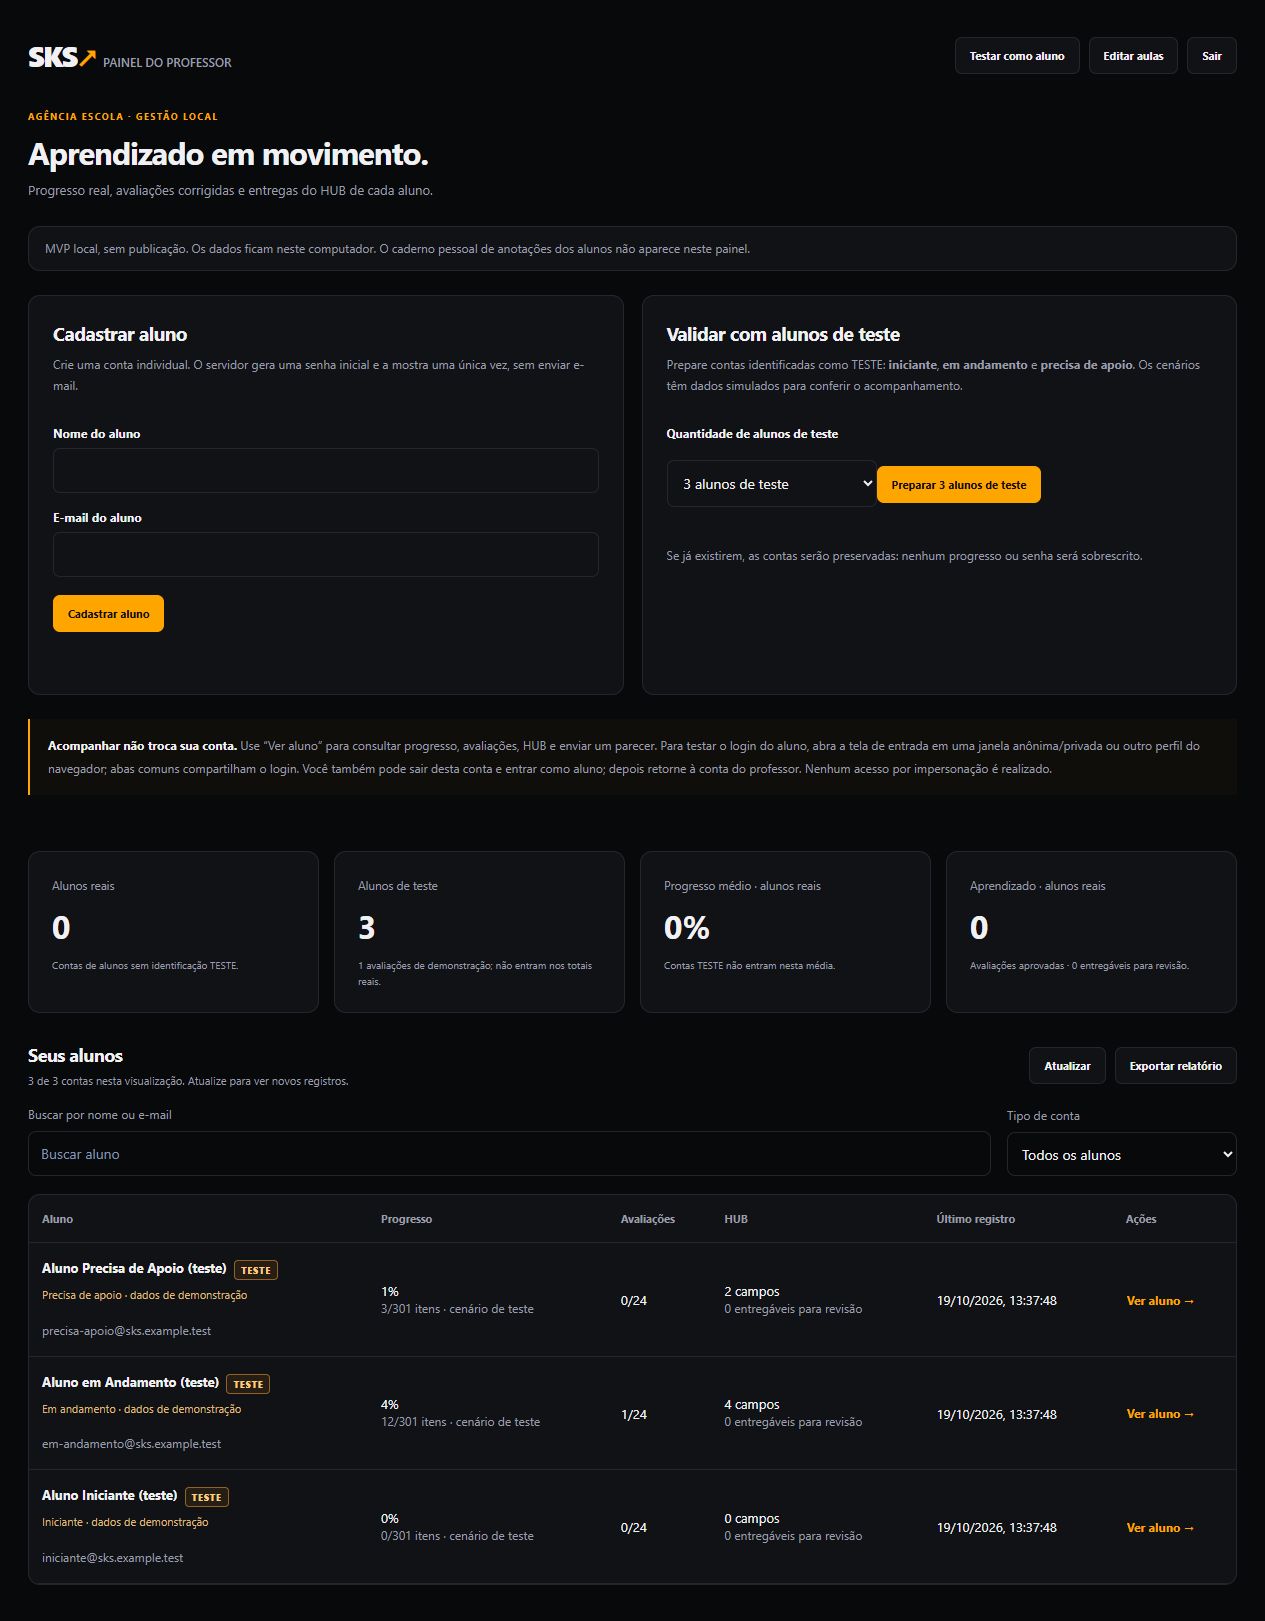 SKS↗ PAINEL DO PROFESSOR
Testar como aluno
Editar aulas
Sair
AGÊNCIA ESCOLA · GESTÃO LOCAL
Aprendizado em movimento.
Progresso real, avaliações corrigidas e entregas do HUB de cada aluno.
MVP local, sem publicação. Os dados ficam neste computador. O caderno pessoal de anotações dos alunos não aparece neste painel.
Cadastrar aluno
Crie uma conta individual. O servidor gera uma senha inicial e a mostra uma única vez, sem enviar e-
mail.
Nome do aluno
E-mail do aluno
Cadastrar aluno
Validar com alunos de teste
Prepare contas identificadas como TESTE: iniciante, em andamento e precisa de apoio. Os cenários
têm dados simulados para conferir o acompanhamento.
Quantidade de alunos de teste
3 alunos de teste
Preparar 3 alunos de teste
Se já existirem, as contas serão preservadas: nenhum progresso ou senha será sobrescrito.
Acompanhar não troca sua conta. Use "Ver aluno" para consultar progresso, avaliações, HUB e enviar um parecer. Para testar o login do aluno, abra a tela de entrada em uma janela anônima/privada ou outro perfil do
navegador; abas comuns compartilham o login. Você também pode sair desta conta e entrar como aluno; depois retorne à conta do professor. Nenhum acesso por impersonação é realizado.
Alunos reais
0
Contas de alunos sem identificação TESTE.
Alunos de teste
3
1 avaliações de demonstração; não entram nos totais
reais.
Progresso médio · alunos reais
0%
Contas TESTE não entram nesta média.
Aprendizado · alunos reais
0
Avaliações aprovadas · 0 entregáveis para revisão.
Seus alunos
3 de 3 contas nesta visualização. Atualize para ver novos registros.
Atualizar
Exportar relatório
Buscar por nome ou e-mail
Buscar aluno
Tipo de conta
Todos os alunos
Aluno Progresso Avaliações HUB Último registro Ações
Aluno Precisa de Apoio (teste) TESTE
Precisa de apoio · dados de demonstração
precisa-apoio@sks.example.test
1%
3/301 itens · cenário de teste
0/24
2 campos
0 entregáveis para revisão
19/10/2026, 13:37:48
Ver aluno →
Aluno em Andamento (teste) TESTE
Em andamento · dados de demonstração
em-andamento@sks.example.test
4%
12/301 itens · cenário de teste
1/24
4 campos
0 entregáveis para revisão
19/10/2026, 13:37:48
Ver aluno →
Aluno Iniciante (teste) TESTE
Iniciante · dados de demonstração
iniciante@sks.example.test
0%
0/301 itens · cenário de teste
0/24
0 campos
0 entregáveis para revisão
19/10/2026, 13:37:48
Ver aluno →